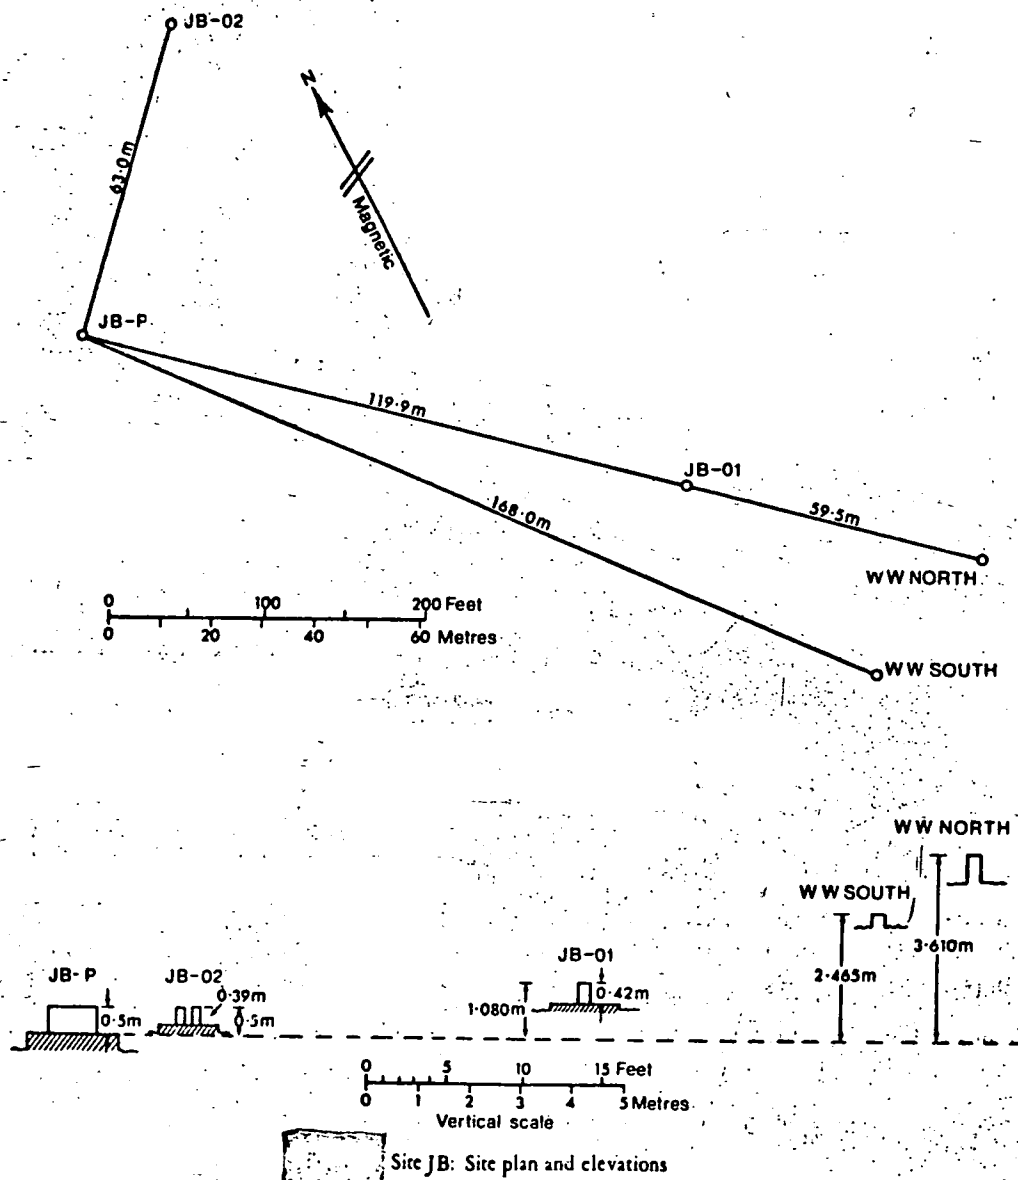 JB-02
N
63·0m
Magnetic
JB-P
119·9m
JB-01
168·0m
59·5m
WW NORTH
0 100 200 Feet
0 20 40 60 Metres
WW SOUTH
WW NORTH
WW SOUTH
3·610m
2·465m
JB-P
JB-02
JB-01
0·39m
0·5m
0·5m
1·080m
0·42m
0 5 10 15 Feet
0 1 2 3 4 5 Metres
Vertical scale
Site JB: Site plan and elevations